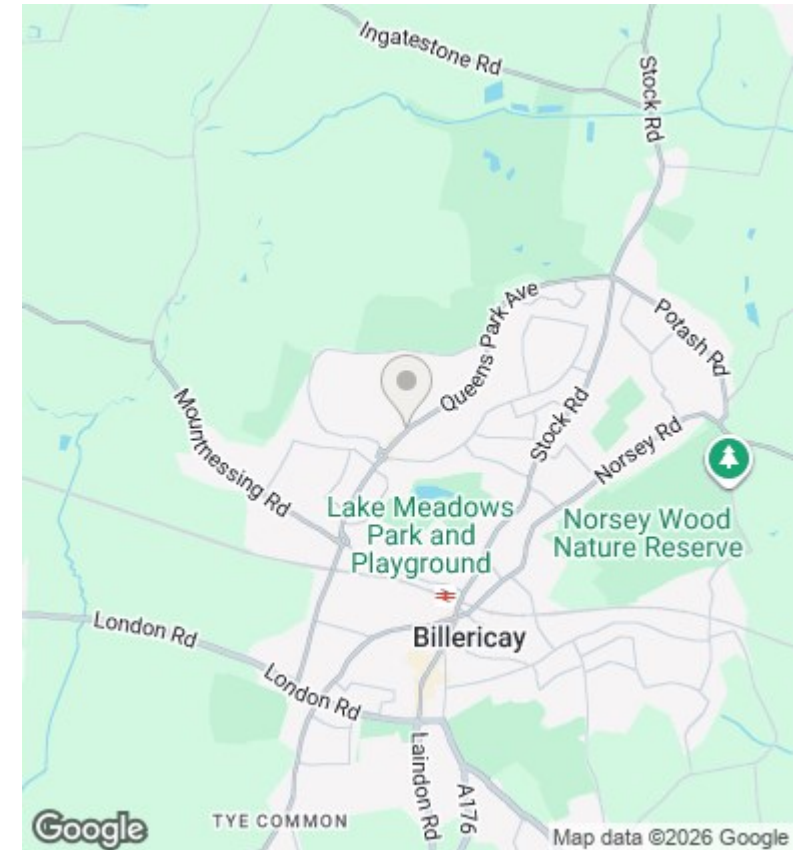 Ingatestone Rd
Stock Rd
Queens Park Ave
Potash Rd
Stock Rd
Norsey Rd
Mountnessing Rd
Lake Meadows
Park and
Playground
Norsey Wood
Nature Reserve
London Rd
Billericay
London Rd
Laindon Rd
A176
TYE COMMON
Google
Map data ©2026 Google